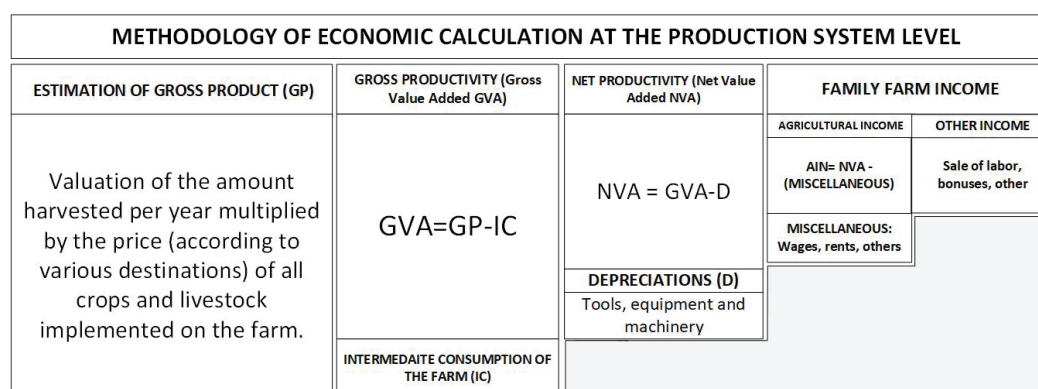 METHODOLOGY OF ECONOMIC CALCULATION AT THE PRODUCTION SYSTEM LEVEL
ESTIMATION OF GROSS PRODUCT (GP)
Valuation of the amount
harvested per year multiplied
by the price (according to
various destinations) of all
crops and livestock
implemented on the farm.
GROSS PRODUCTIVITY (Gross
Value Added GVA)
GVA=GP-IC
INTERMEDAITE CONSUMPTION OF
THE FARM (IC)
NET PRODUCTIVITY (Net Value
Added NVA)
NVA = GVA-D
DEPRECIATIONS (D)
Tools, equipment and
machinery
FAMILY FARM INCOME
AGRICULTURAL INCOME
AIN= NVA -
(MISCELLANEOUS)
MISCELLANEOUS:
Wages, rents, others
OTHER INCOME
Sale of labor,
bonuses, other